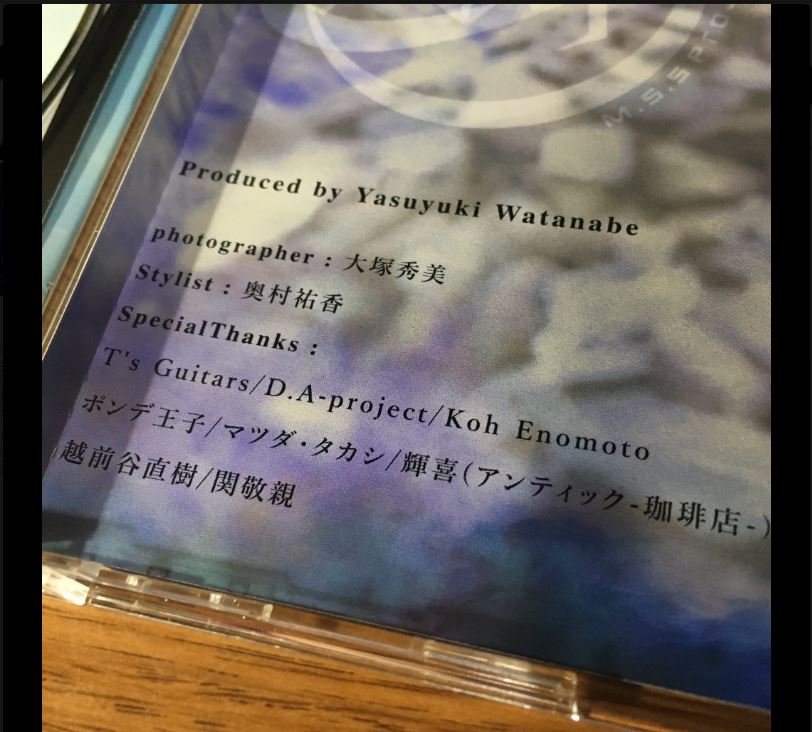 M.S.S Pro
Produced by Yasuyuki Watanabe
photographer : 大塚秀美
Stylist : 奥村祐香
SpecialThanks :
T's Guitars/D.A-project/Koh Enomoto
ポンデ王子/マツダ・タカシ/輝喜(アンティック-珈琲店-)
越前谷直樹/関敬親